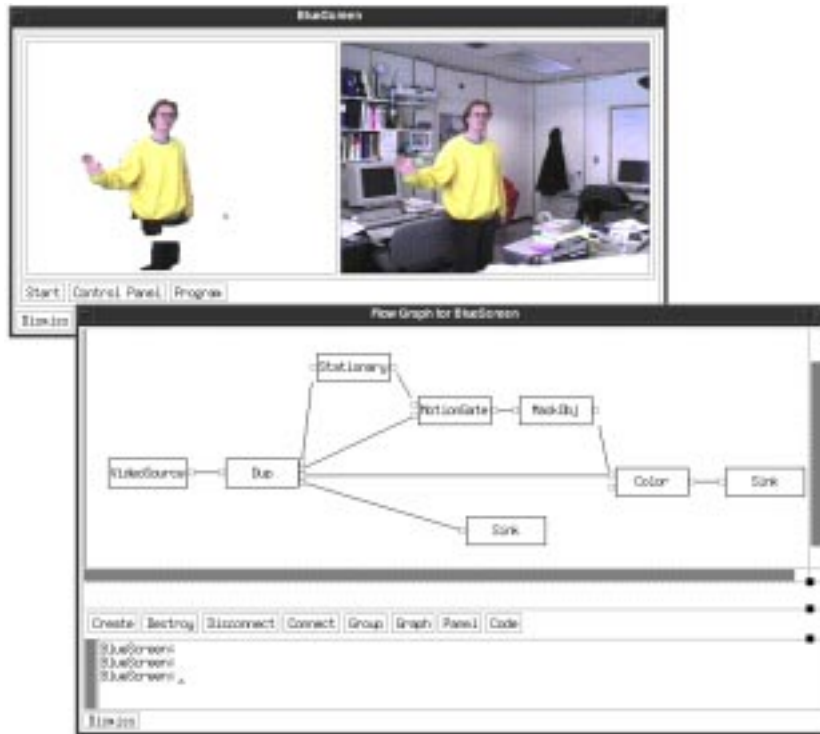 BlueScreen
Start Control Panel Program
Dismiss
Flow Graph for BlueScreen
Stationary
MotionGate MaskObj
VideoSource Dup
Color Sink
Sink
Create Destroy Disconnect Connect Group Graph Panel Code
BlueScreen:
BlueScreen:
BlueScreen:
Dismiss